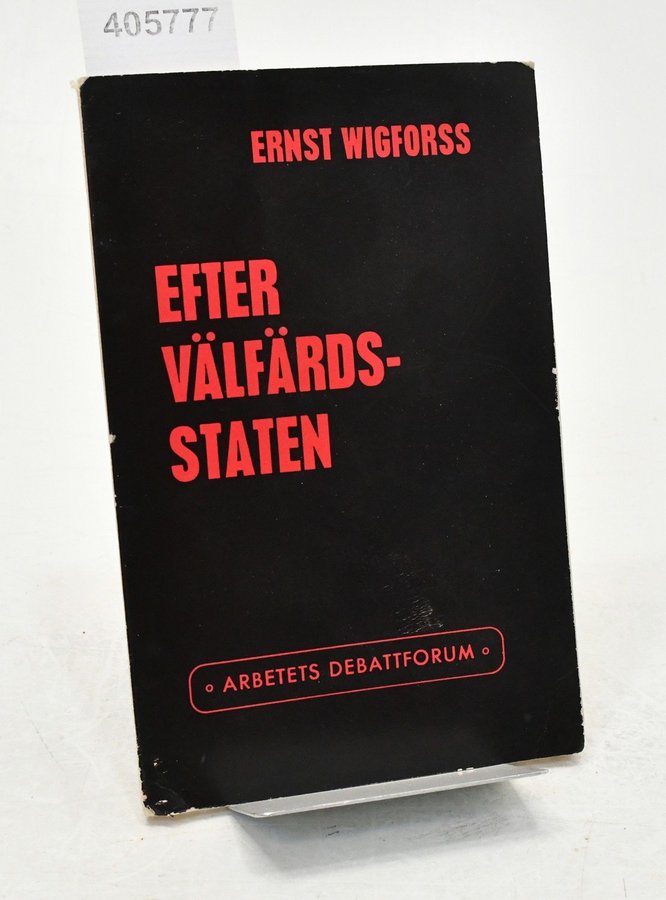 405777
ERNST WIGFORSS
EFTER
VÄLFÄRDS-
STATEN
ARBETETS DEBATTFORUM